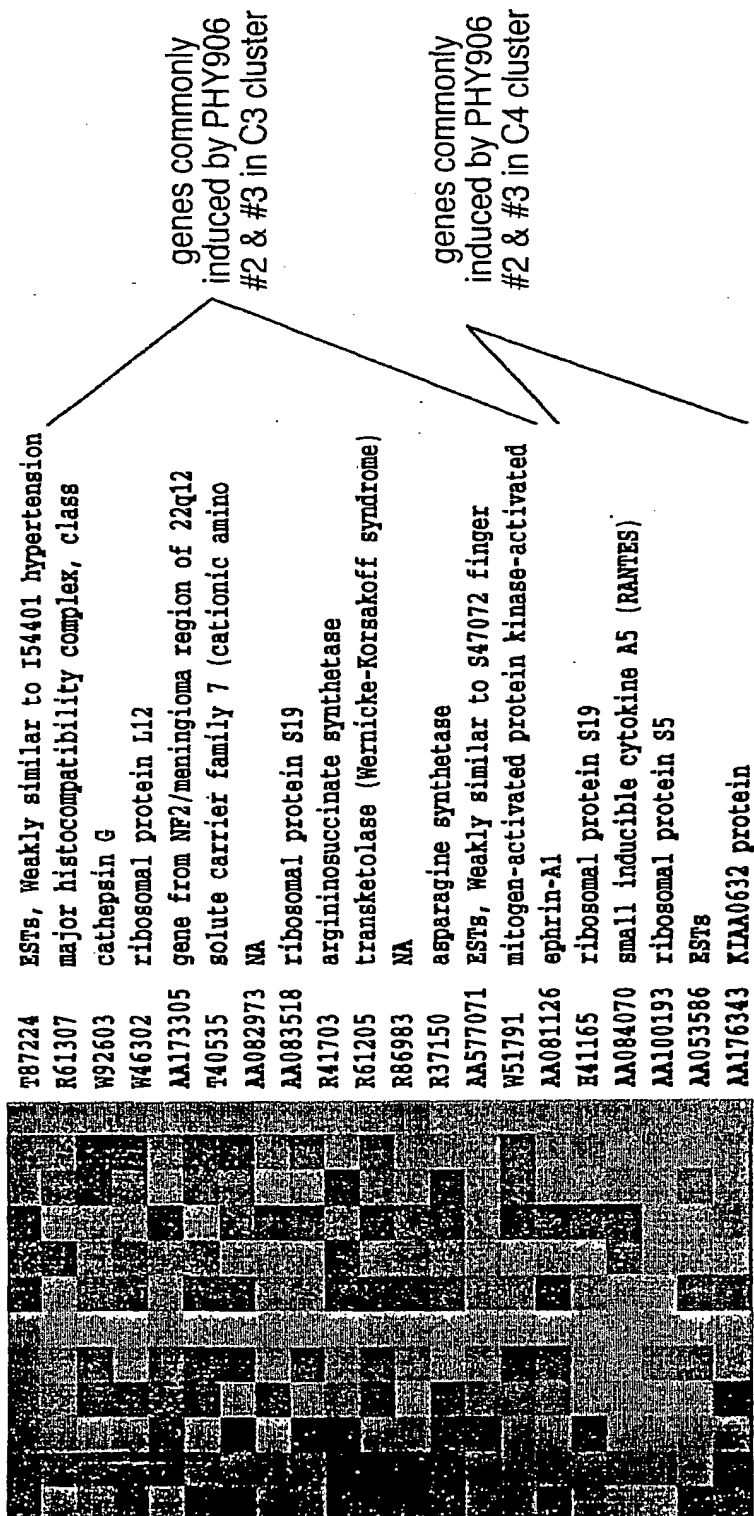 T87224 ESTs, Weakly similar to I54401 hypertension
R61307 major histocompatibility complex, class
W92603 cathepsin G
W46302 ribosomal protein L12
AA173305 gene from NF2/meningioma region of 22q12
T40535 solute carrier family 7 (cationic amino
AA082973 NA
AA083518 ribosomal protein S19
R41703 argininosuccinate synthetase
R61205 transketolase (Wernicke-Korsakoff syndrome)
R86983 NA
R37150 asparagine synthetase
AA577071 ESTs, Weakly similar to S47072 finger
W51791 mitogen-activated protein kinase-activated
AA081126 ephrin-A1
H41165 ribosomal protein S19
AA084070 small inducible cytokine A5 (RANTES)
AA100193 ribosomal protein S5
AA053586 ESTs
AA176343 KIAA0632 protein
genes commonly
induced by PHY906
#2 & #3 in C3 cluster
genes commonly
induced by PHY906
#2 & #3 in C4 cluster